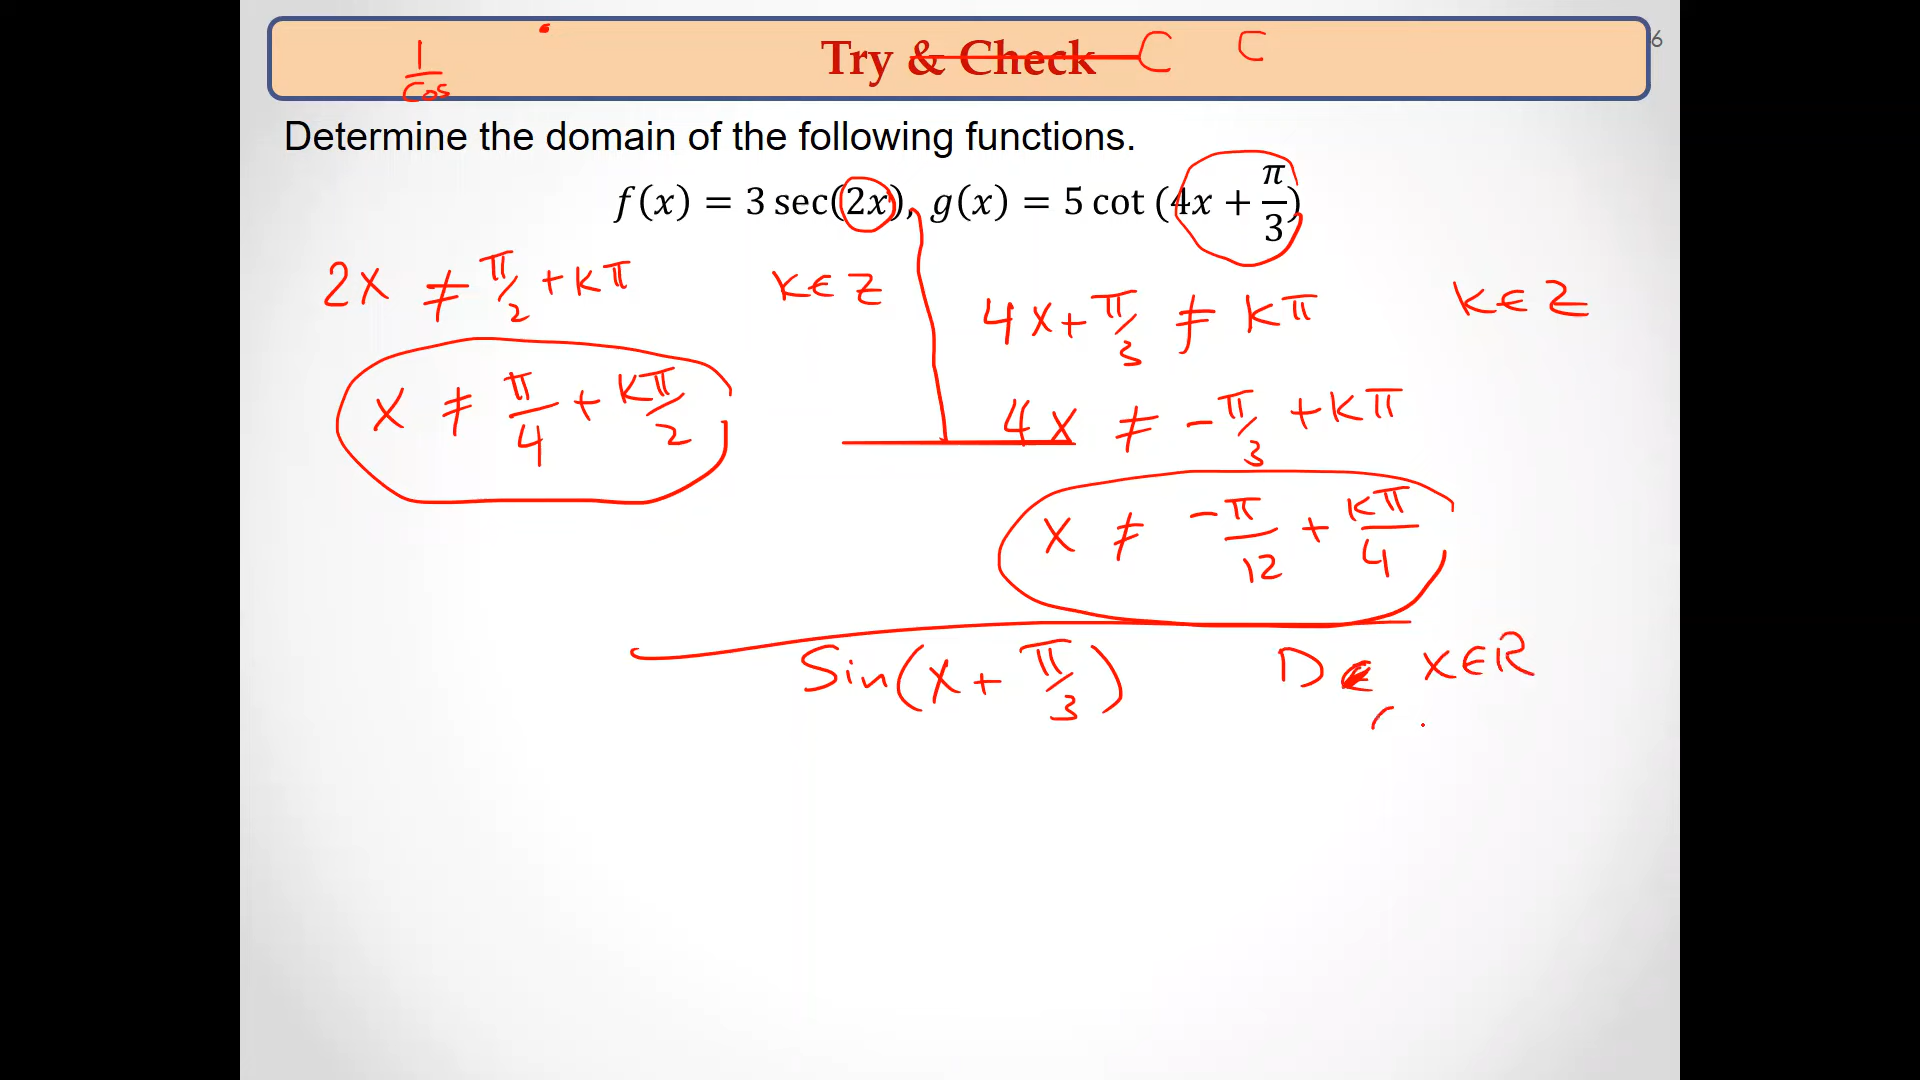 6
Try & Check C C
1/cos
Determine the domain of the following functions.
f(x) = 3 sec(2x), g(x) = 5 cot (4x + π/3)
2x ≠ π/2 + kπ k∈Z
x ≠ π/4 + kπ/2
4x + π/3 ≠ kπ k∈Z
4x ≠ -π/3 + kπ
x ≠ -π/12 + kπ/4
Sin(x + π/3) D x∈R
(